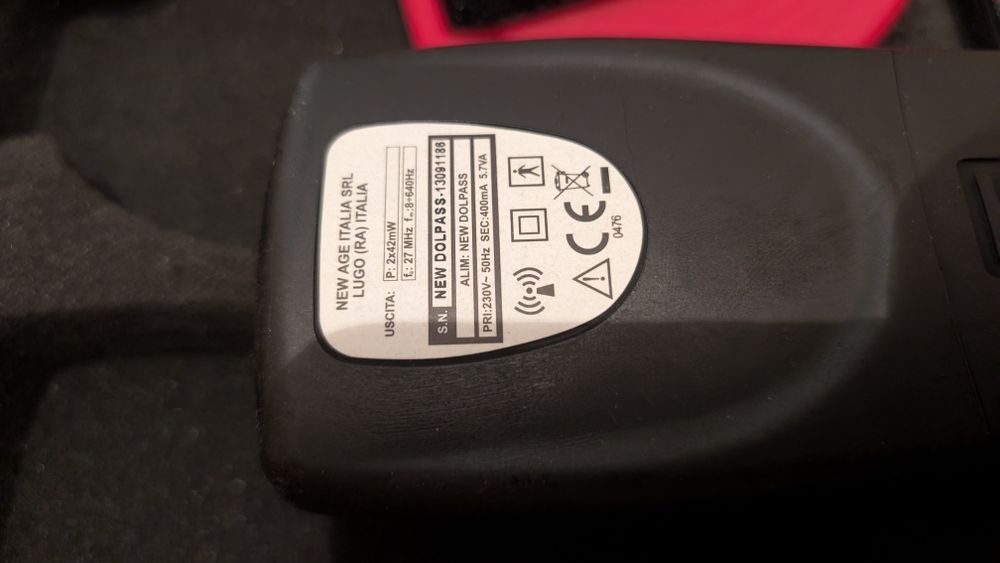 NEW AGE ITALIA SRL
LUGO (RA) ITALIA
USCITA: P: 2x42mW
f₀: 27 MHz fₘ:8÷640Hz
S.N. NEW DOLPASS-13091186
ALIM: NEW DOLPASS
PRI:230V~ 50Hz SEC:400mA 5.7VA
CE
0476